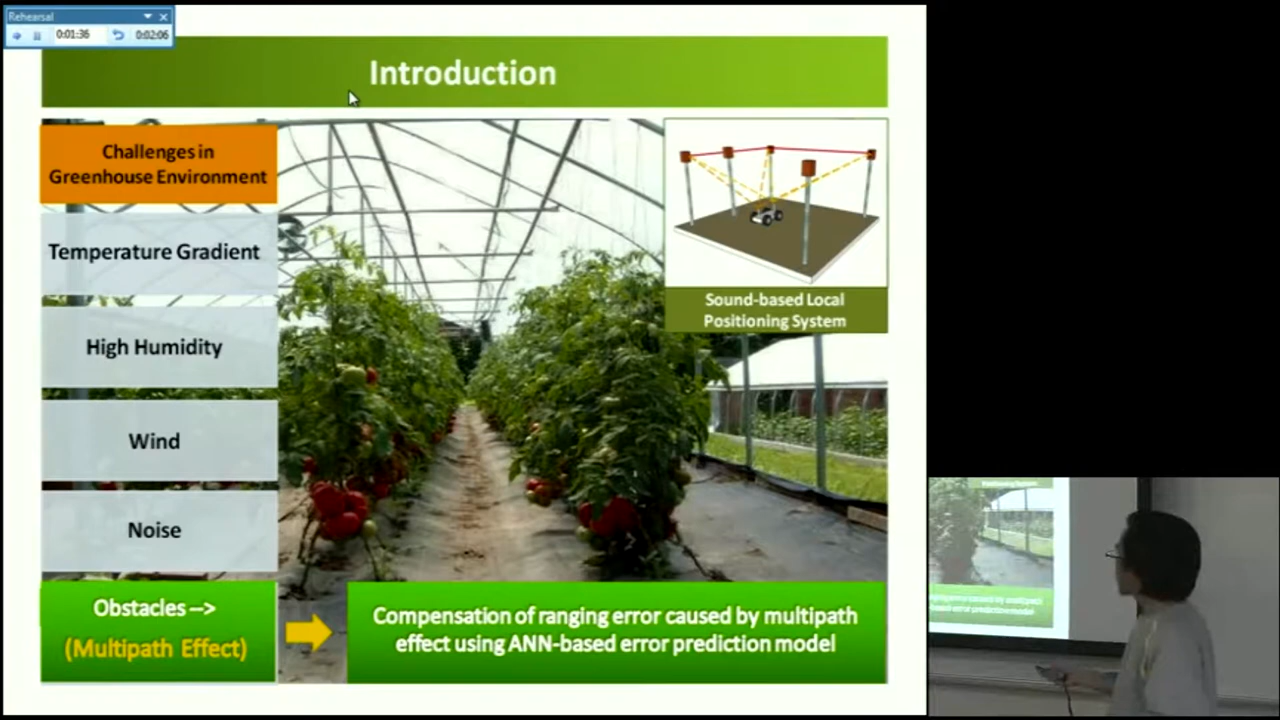 Rehearsal
0:01:36
0:02:06
Introduction
Challenges in
Greenhouse Environment
Temperature Gradient
High Humidity
Wind
Noise
Obstacles -->
(Multipath Effect)
Sound-based Local
Positioning System
Compensation of ranging error caused by multipath
effect using ANN-based error prediction model
Positioning System